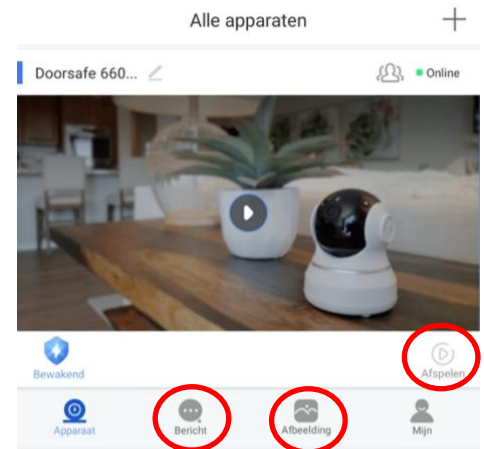 Alle apparaten
Doorsafe 660... Online
Bewakend Afspelen
Apparaat Bericht Afbeelding Mijn